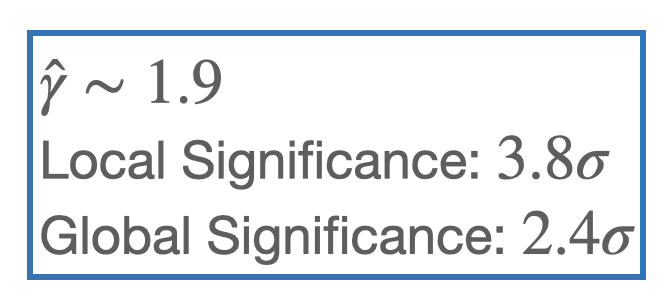 γ̂ ∼ 1.9
Local Significance: 3.8σ
Global Significance: 2.4σ